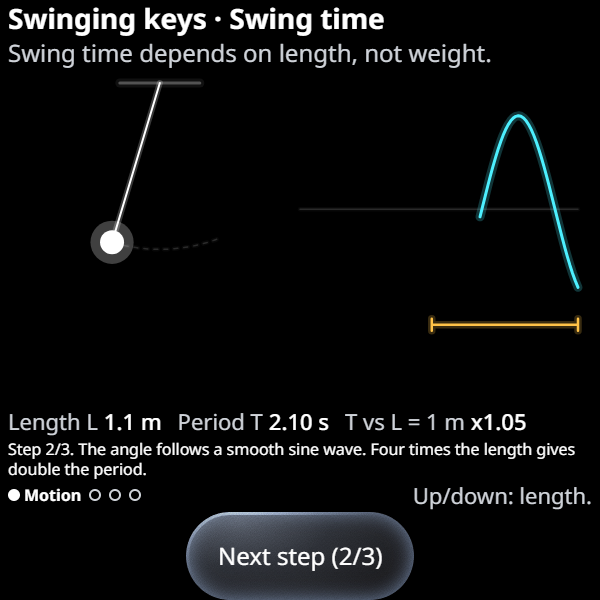 Swinging keys · Swing time
Swing time depends on length, not weight.
Length L 1.1 m Period T 2.10 s T vs L = 1 m x1.05
Step 2/3. The angle follows a smooth sine wave. Four times the length gives
double the period.
Motion
Up/down: length.
Next step (2/3)